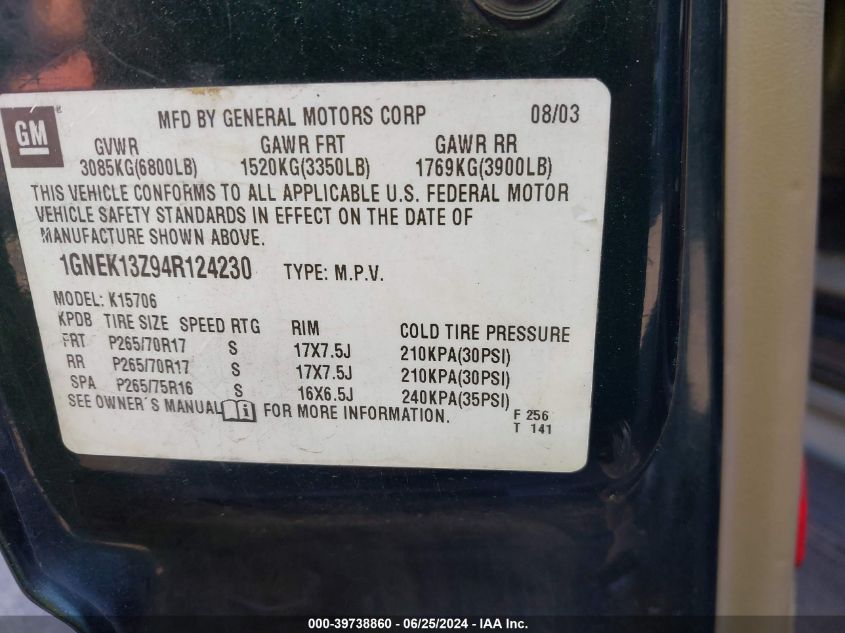 GM ®
MFD BY GENERAL MOTORS CORP 08/03
GVWR GAWR FRT GAWR RR
3085KG(6800LB) 1520KG(3350LB) 1769KG(3900LB)
THIS VEHICLE CONFORMS TO ALL APPLICABLE U.S. FEDERAL MOTOR
VEHICLE SAFETY STANDARDS IN EFFECT ON THE DATE OF
MANUFACTURE SHOWN ABOVE.
1GNEK13Z94R124230 TYPE: M.P.V.
MODEL: K15706
KPDB TIRE SIZE SPEED RTG RIM COLD TIRE PRESSURE
FRT P265/70R17 S 17X7.5J 210KPA(30PSI)
RR P265/70R17 S 17X7.5J 210KPA(30PSI)
SPA P265/75R16 S 16X6.5J 240KPA(35PSI)
SEE OWNER'S MANUAL i FOR MORE INFORMATION.
F 256
T 141
000-39738860 - 06/25/2024 - IAA Inc.